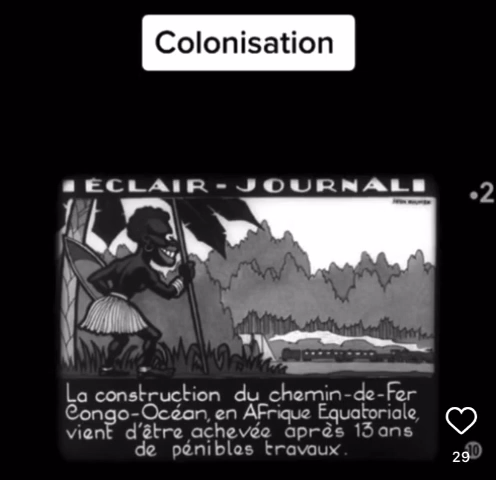 Colonisation
ÉCLAIR-JOURNAL
•2
La construction du chemin-de-Fer
Congo-Océan, en AFrique Equatoriale,
vient d'être achevée après 13 ans
de pénibles travaux.
29